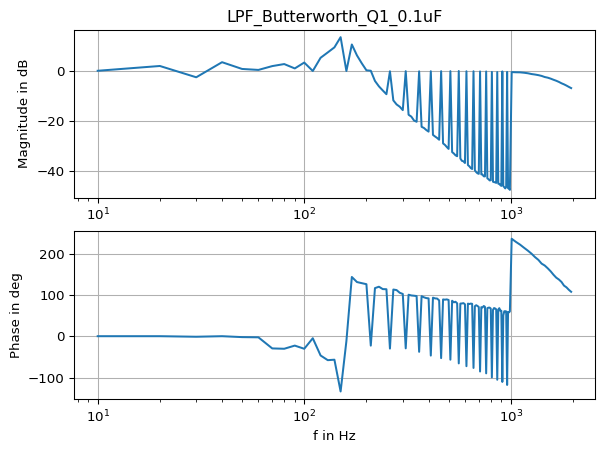 LPF_Butterworth_Q1_0.1uF
Magnitude in dB
0
−20
−40
10¹ 10² 10³
Phase in deg
200
100
0
−100
10¹ 10² 10³
f in Hz